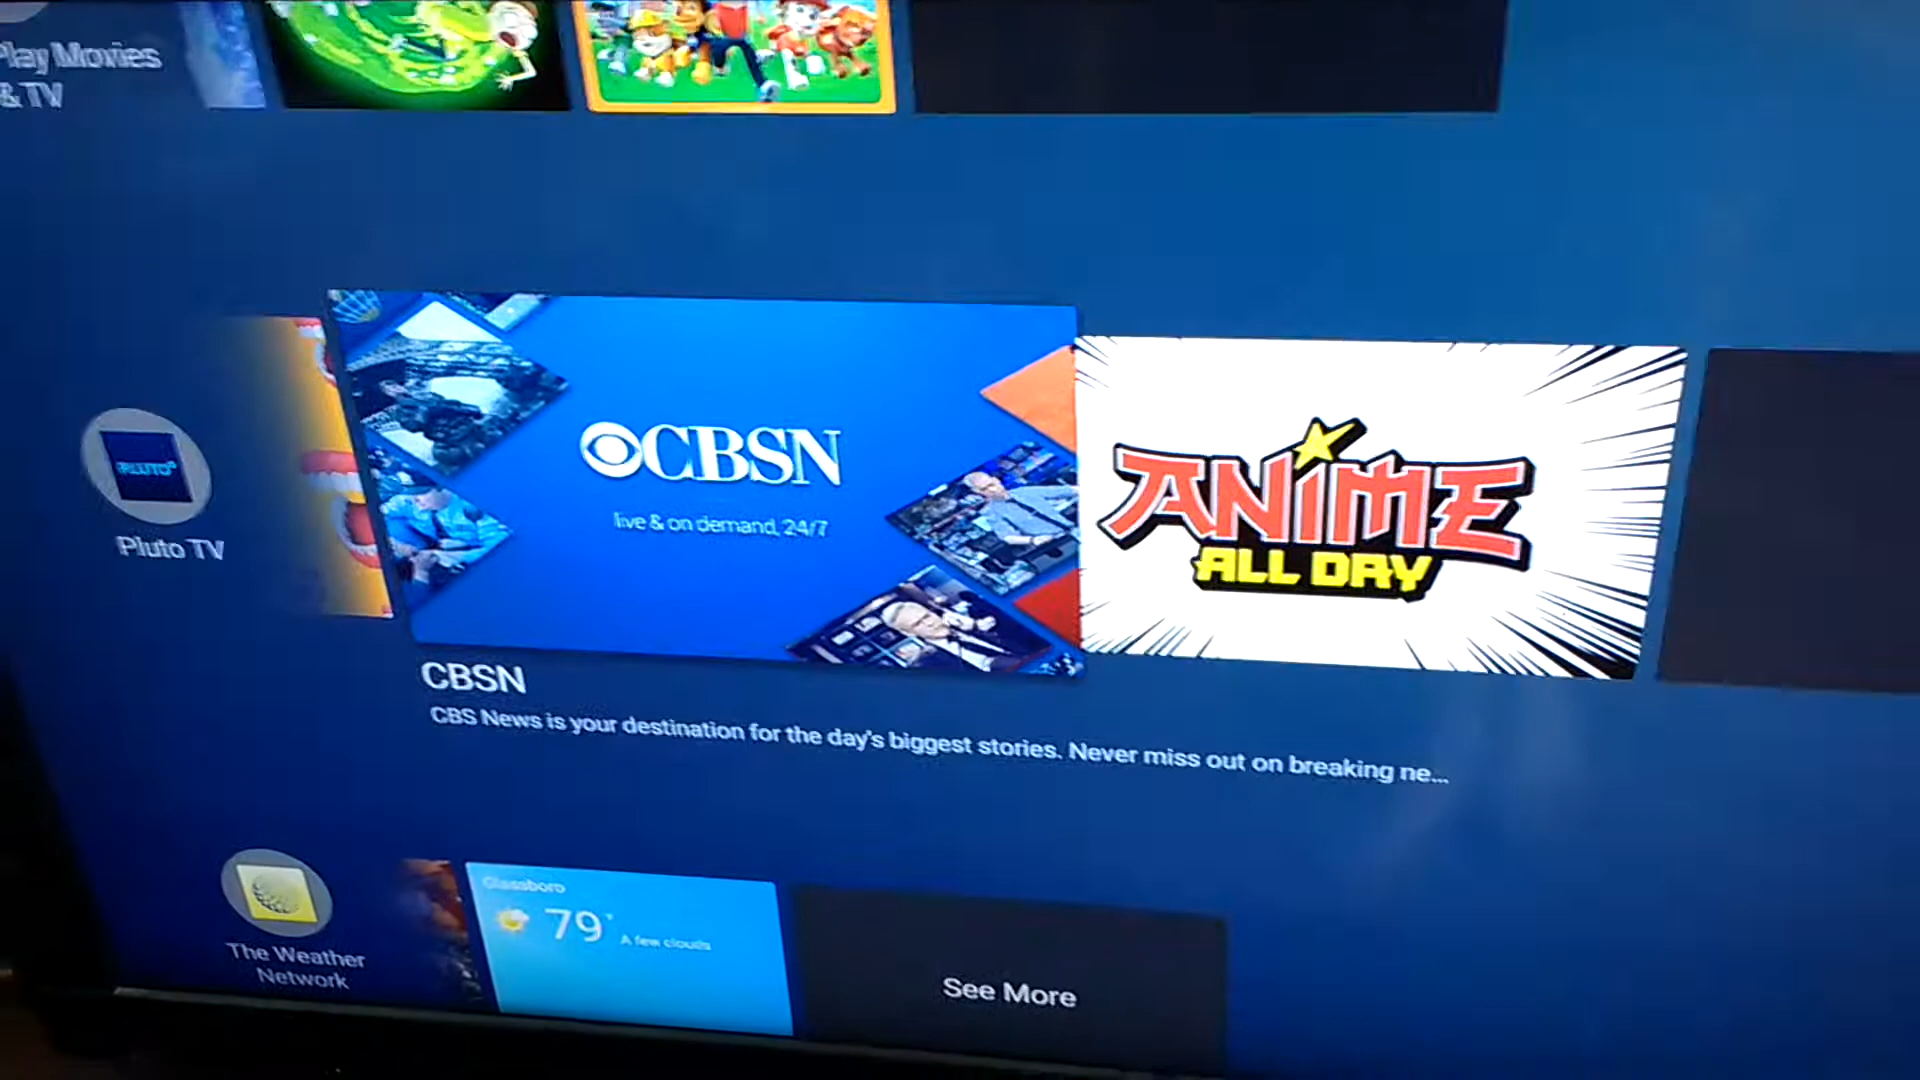 Play Movies
& TV
CBSN
live & on demand, 24/7
ANIME
ALL DAY
PLUTO
Pluto TV
CBSN
CBS News is your destination for the day's biggest stories. Never miss out on breaking ne...
Glassboro
79°
A few clouds
The Weather
Network
See More